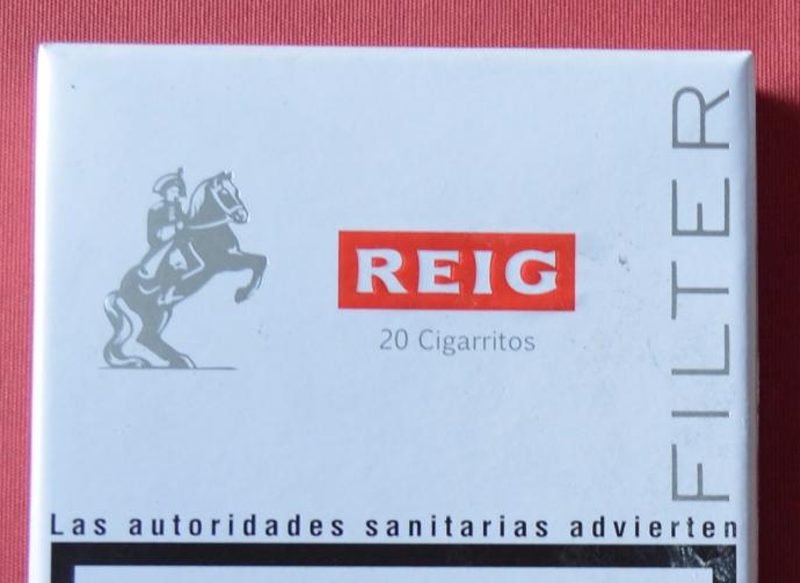 REIG
20 Cigarritos
FILTER
Las autoridades sanitarias advierten